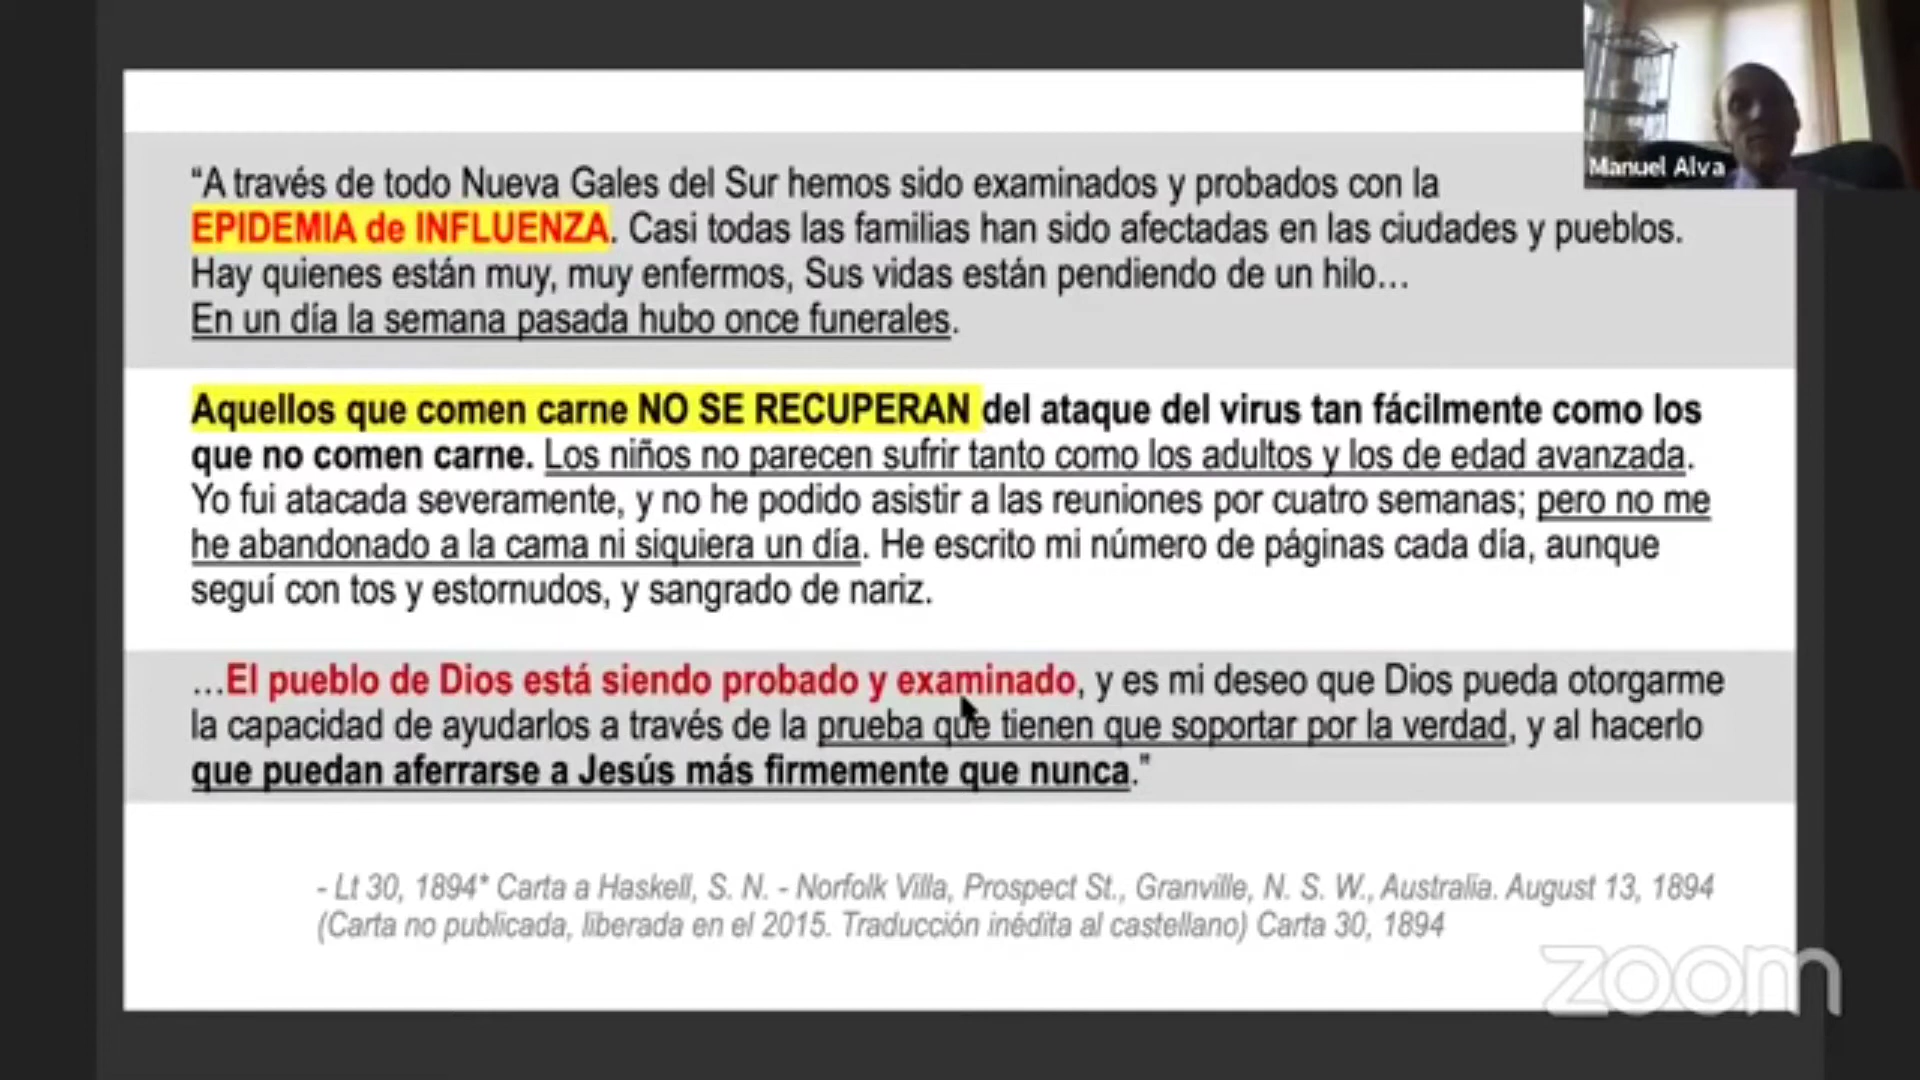 “A través de todo Nueva Gales del Sur hemos sido examinados y probados con la
EPIDEMIA de INFLUENZA. Casi todas las familias han sido afectadas en las ciudades y pueblos.
Hay quienes están muy, muy enfermos, Sus vidas están pendiendo de un hilo…
En un día la semana pasada hubo once funerales.
Aquellos que comen carne NO SE RECUPERAN del ataque del virus tan fácilmente como los
que no comen carne. Los niños no parecen sufrir tanto como los adultos y los de edad avanzada.
Yo fui atacada severamente, y no he podido asistir a las reuniones por cuatro semanas; pero no me
he abandonado a la cama ni siquiera un día. He escrito mi número de páginas cada día, aunque
seguí con tos y estornudos, y sangrado de nariz.
…El pueblo de Dios está siendo probado y examinado, y es mi deseo que Dios pueda otorgarme
la capacidad de ayudarlos a través de la prueba que tienen que soportar por la verdad, y al hacerlo
que puedan aferrarse a Jesús más firmemente que nunca.”
- Lt 30, 1894* Carta a Haskell, S. N. - Norfolk Villa, Prospect St., Granville, N. S. W., Australia. August 13, 1894
(Carta no publicada, liberada en el 2015. Traducción inédita al castellano) Carta 30, 1894
Manuel Alva
zoom